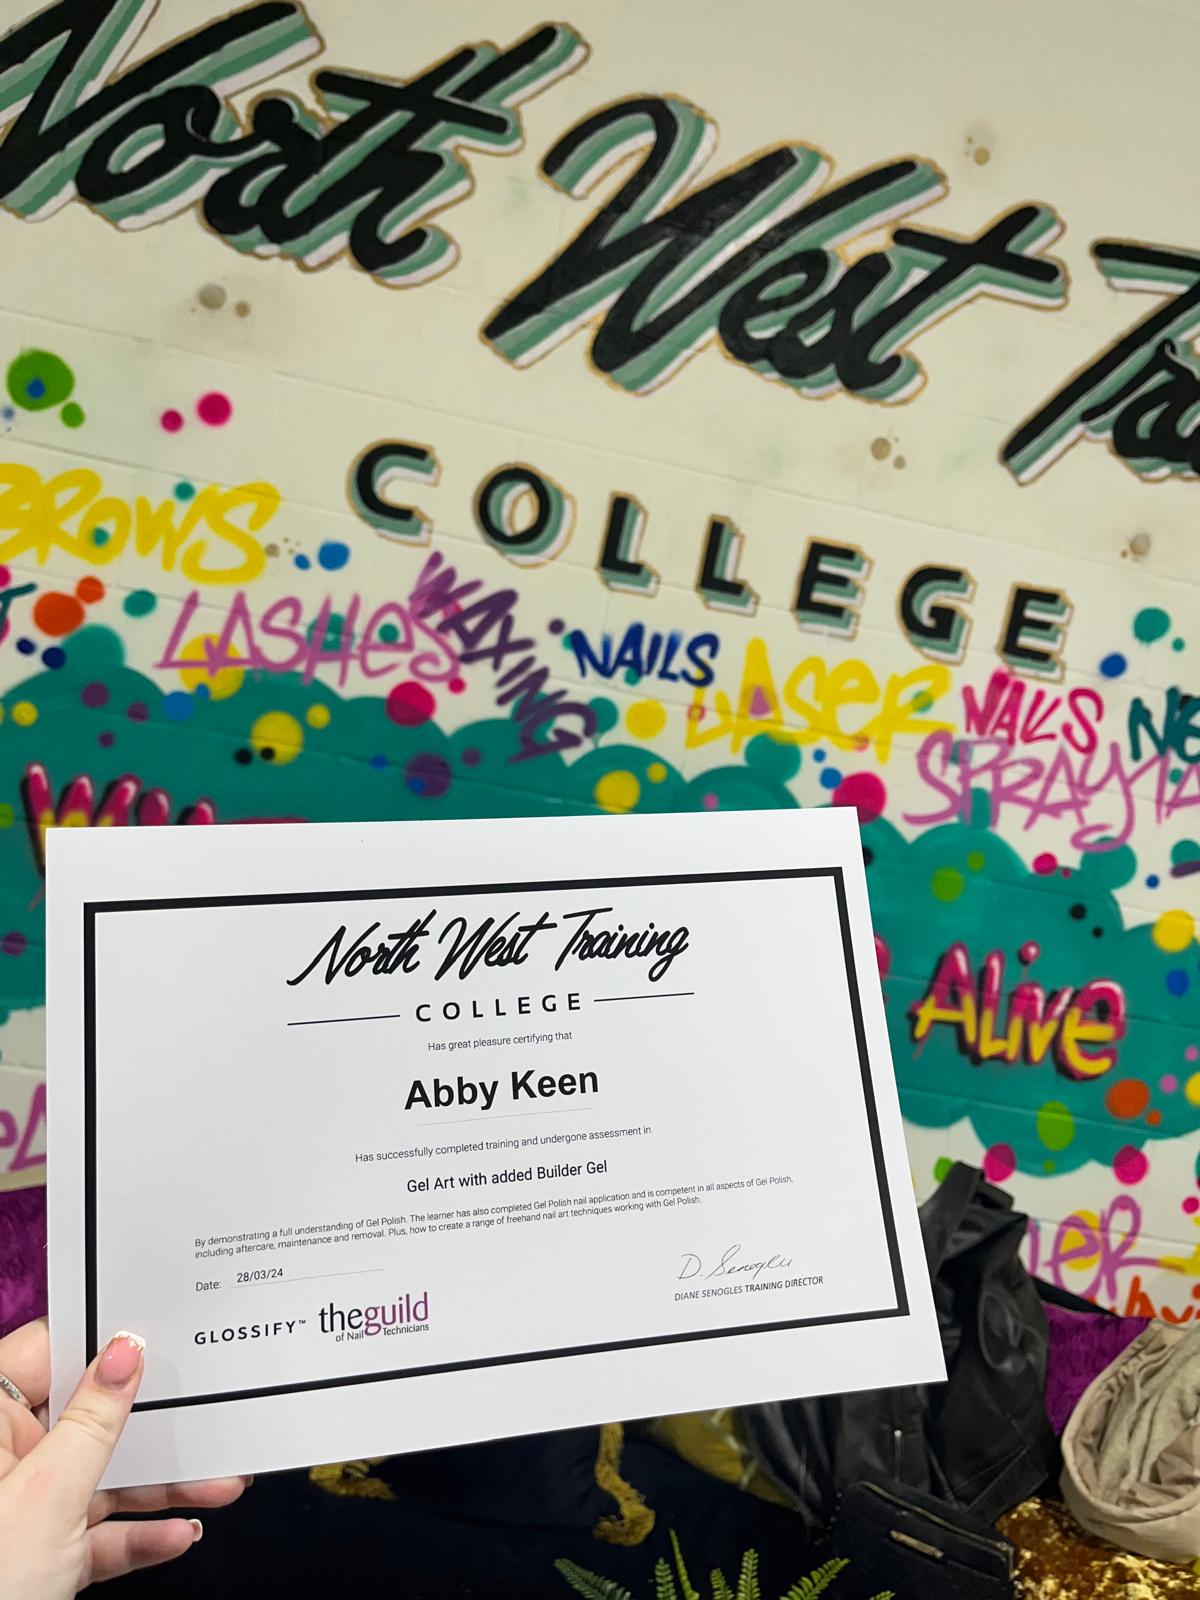 North West Tra
COLLEGE
BROWS
LASHES
WAXING
NAILS
LASER
NAILS
SPRAY
ALive
North West Training
COLLEGE
Has great pleasure certifying that
Abby Keen
Has successfully completed training and undergone assessment in
Gel Art with added Builder Gel
By demonstrating a full understanding of Gel Polish. The learner has also completed Gel Polish nail application and is competent in all aspects of Gel Polish,
including aftercare, maintenance and removal. Plus, how to create a range of freehand nail art techniques working with Gel Polish.
Date: 28/03/24
D. Senogles
DIANE SENOGLES TRAINING DIRECTOR
GLOSSIFY™ theguild
of Nail Technicians